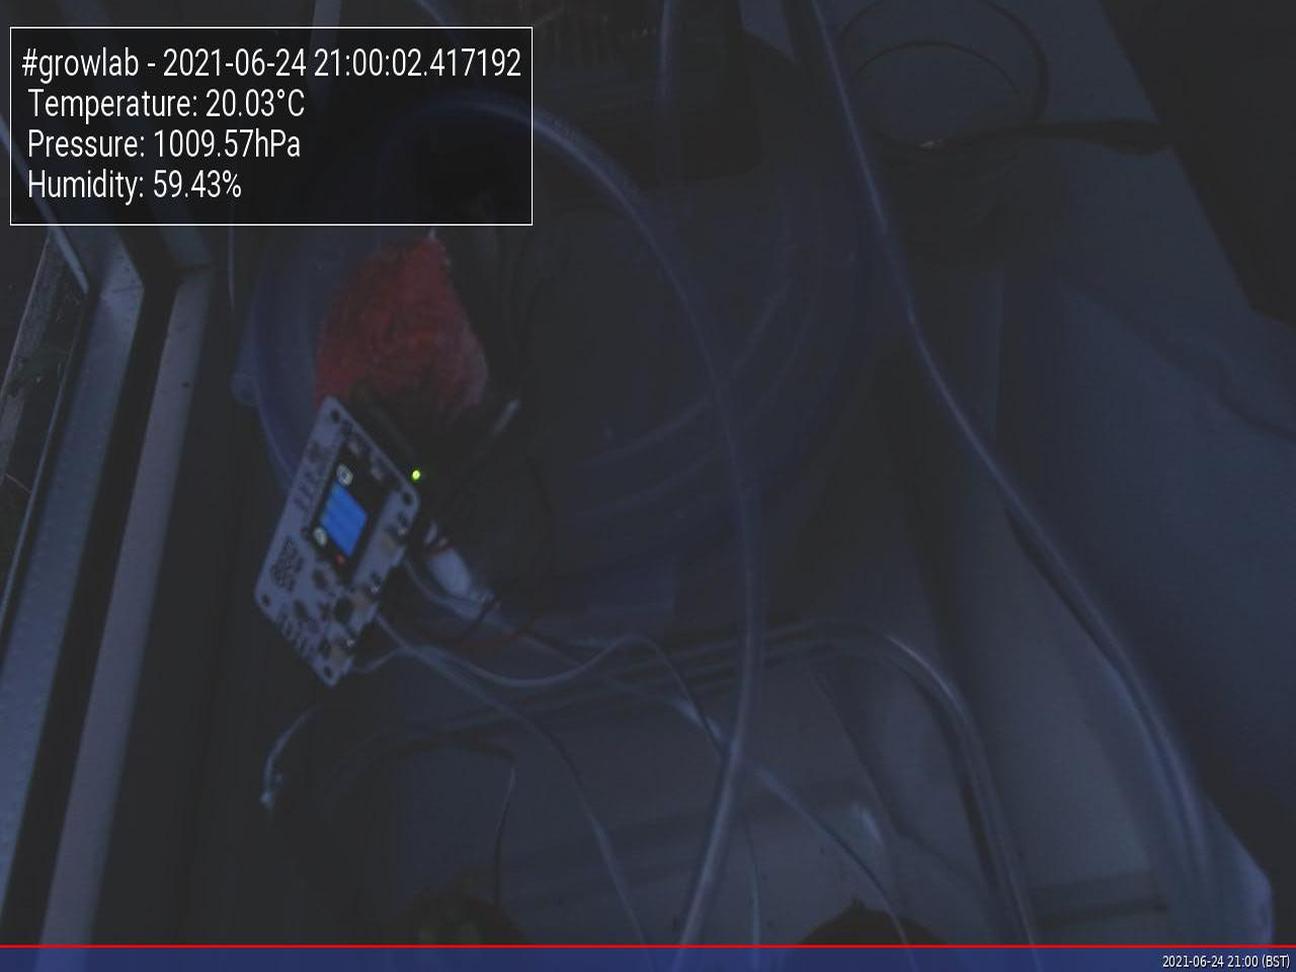 #growlab - 2021-06-24 21:00:02.417192
Temperature: 20.03°C
Pressure: 1009.57hPa
Humidity: 59.43%
2021-06-24 21:00 (BST)